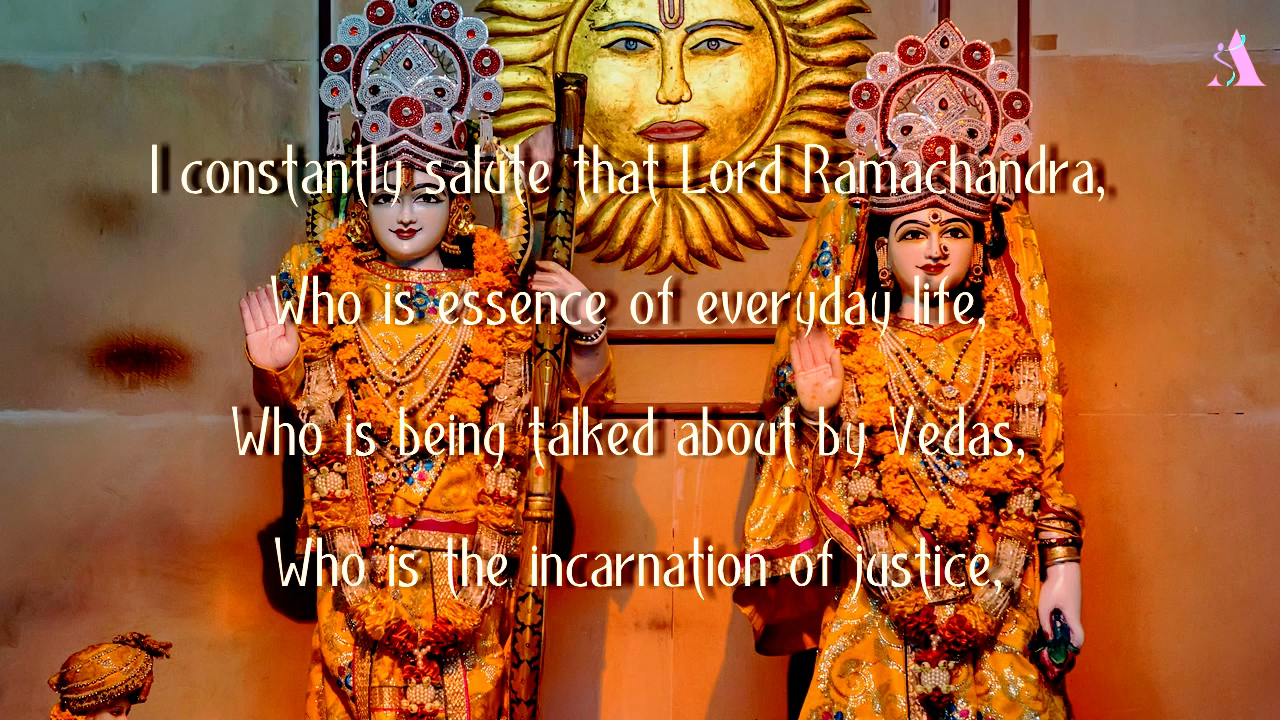 I constantly salute that Lord Ramachandra,
Who is essence of everyday life,
Who is being talked about by Vedas,
Who is the incarnation of justice,